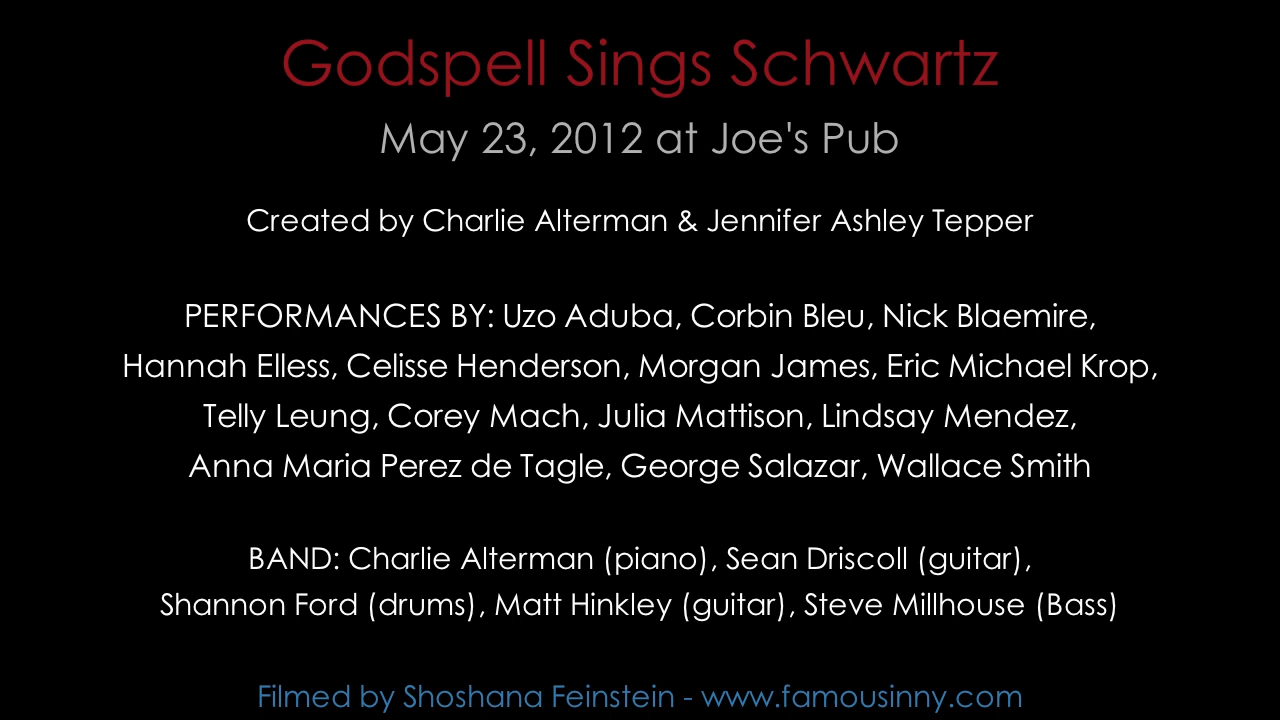 Godspell Sings Schwartz
May 23, 2012 at Joe's Pub
Created by Charlie Alterman & Jennifer Ashley Tepper
PERFORMANCES BY: Uzo Aduba, Corbin Bleu, Nick Blaemire,
Hannah Elless, Celisse Henderson, Morgan James, Eric Michael Krop,
Telly Leung, Corey Mach, Julia Mattison, Lindsay Mendez,
Anna Maria Perez de Tagle, George Salazar, Wallace Smith
BAND: Charlie Alterman (piano), Sean Driscoll (guitar),
Shannon Ford (drums), Matt Hinkley (guitar), Steve Millhouse (Bass)
Filmed by Shoshana Feinstein - www.famousinny.com